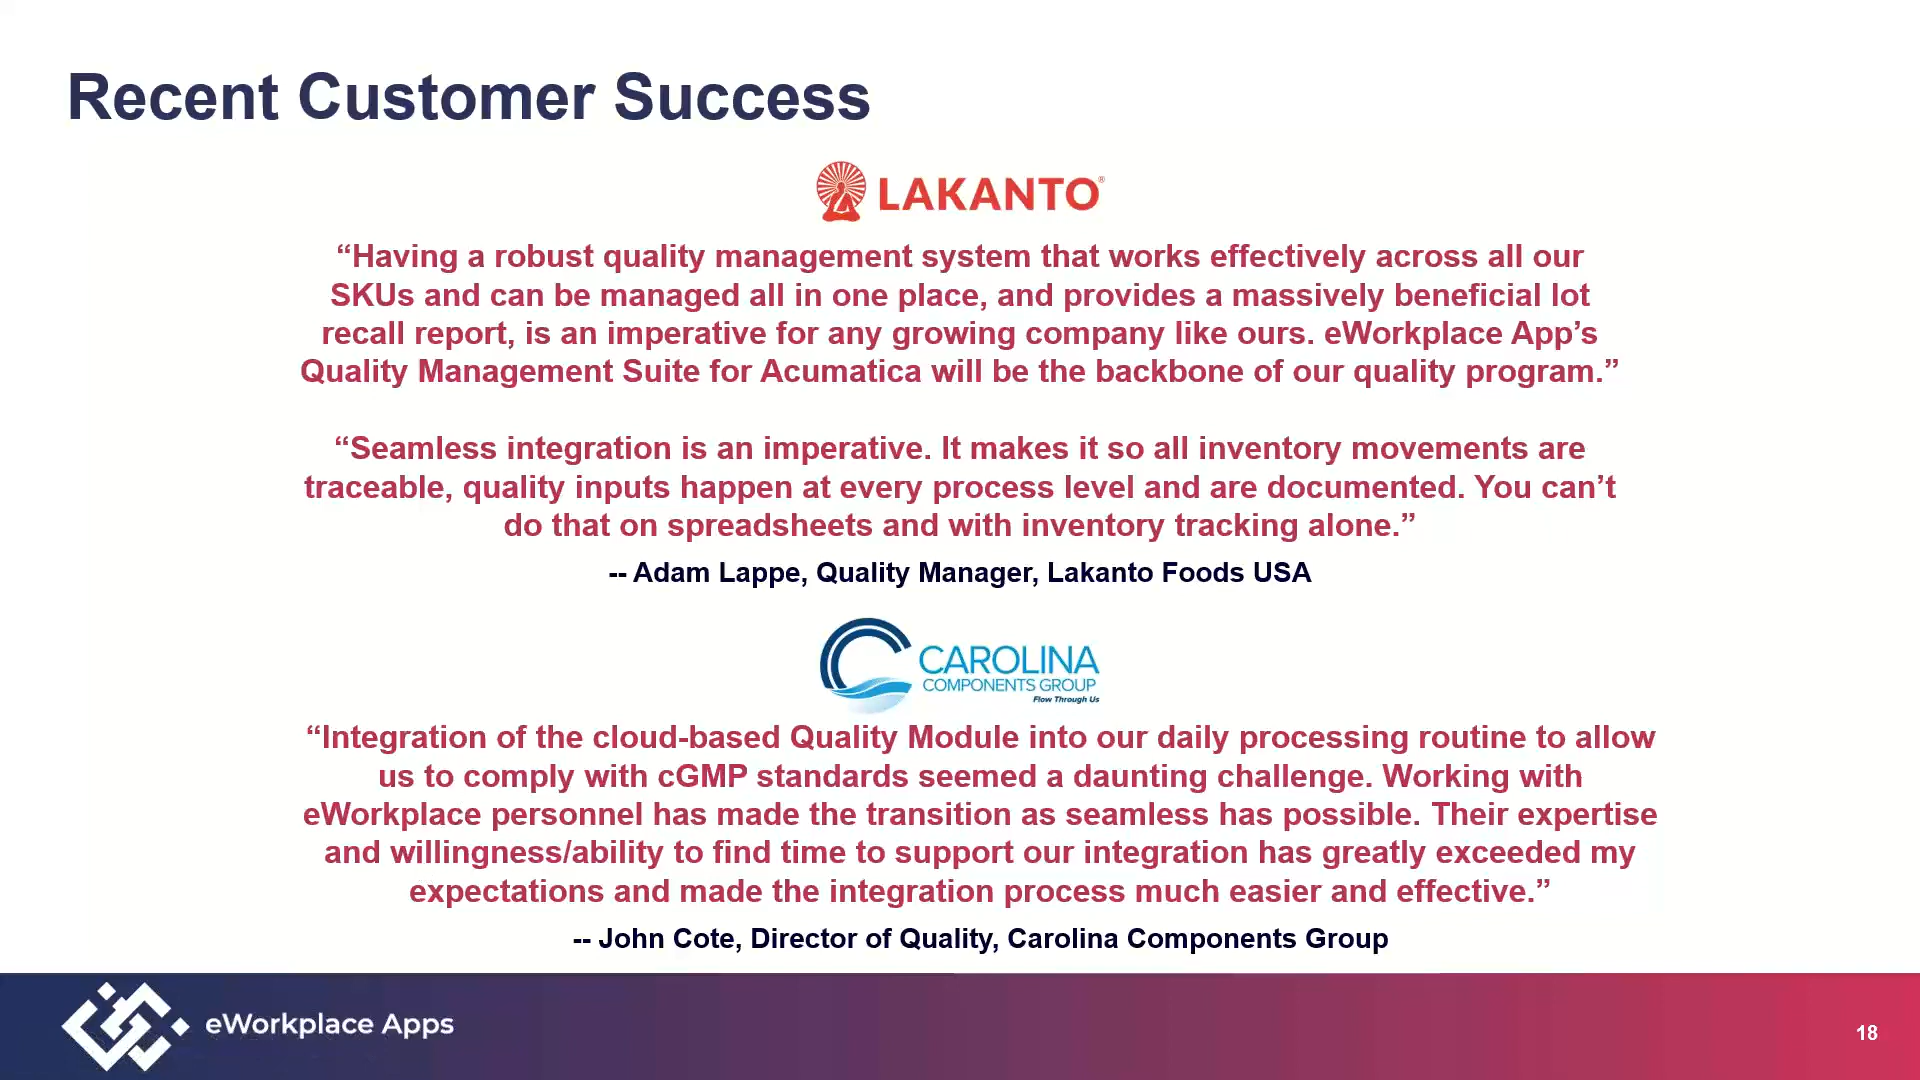 Recent Customer Success
LAKANTO®
“Having a robust quality management system that works effectively across all our
SKUs and can be managed all in one place, and provides a massively beneficial lot
recall report, is an imperative for any growing company like ours. eWorkplace App’s
Quality Management Suite for Acumatica will be the backbone of our quality program.”
“Seamless integration is an imperative. It makes it so all inventory movements are
traceable, quality inputs happen at every process level and are documented. You can’t
do that on spreadsheets and with inventory tracking alone.”
-- Adam Lappe, Quality Manager, Lakanto Foods USA
CAROLINA
COMPONENTS GROUP
Flow Through Us
“Integration of the cloud-based Quality Module into our daily processing routine to allow
us to comply with cGMP standards seemed a daunting challenge. Working with
eWorkplace personnel has made the transition as seamless has possible. Their expertise
and willingness/ability to find time to support our integration has greatly exceeded my
expectations and made the integration process much easier and effective.”
-- John Cote, Director of Quality, Carolina Components Group
eWorkplace Apps
18